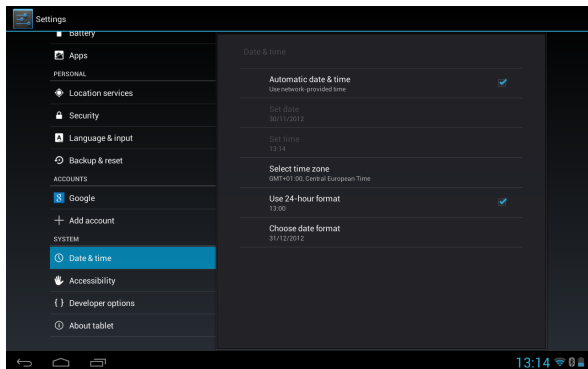 Settings
Battery
Apps
PERSONAL
Location services
Security
Language & input
Backup & reset
ACCOUNTS
Google
Add account
SYSTEM
Date & time
Accessibility
Developer options
About tablet
Date & time
Automatic date & time
Use network-provided time
Set date
30/11/2012
Set time
13:14
Select time zone
GMT+01:00, Central European Time
Use 24-hour format
13:00
Choose date format
31/12/2012
13:14